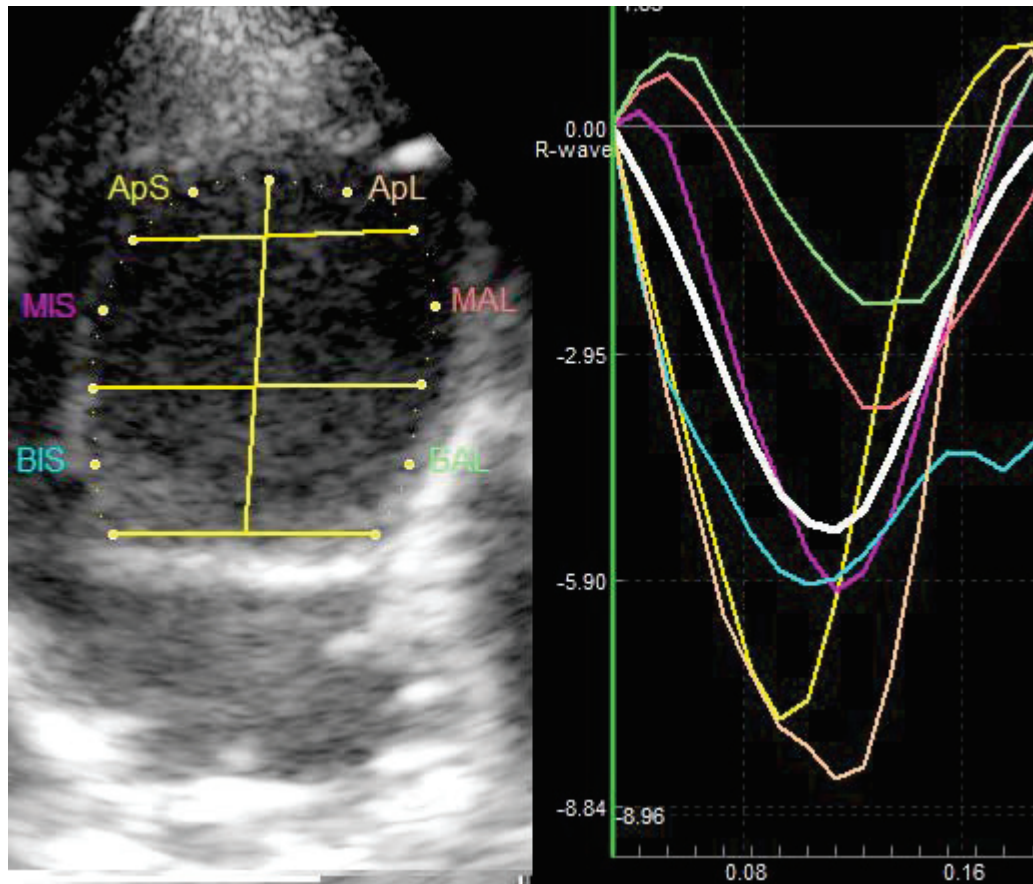 ApS
ApL
MIS
MAL
BIS
BAL
0.00
R-wave
-2.95
-5.90
-8.84
-8.96
0.08
0.16